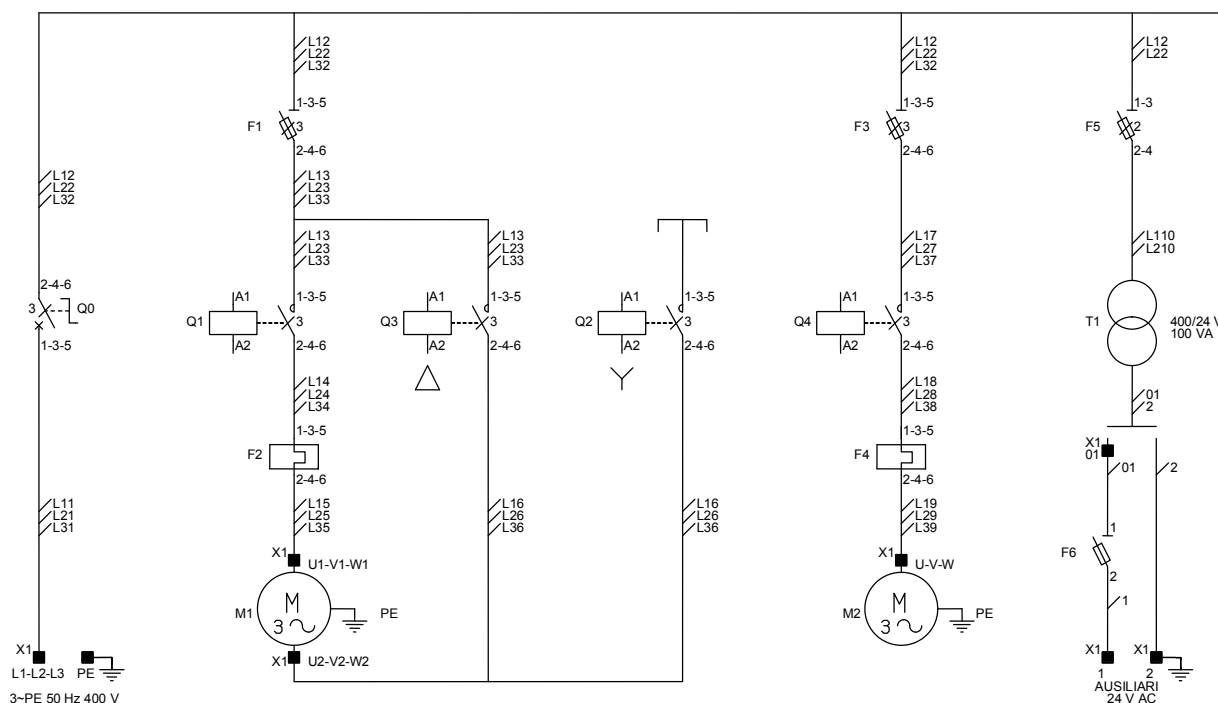 L12
L22
L32
L12
L22
L32
L12
L22
1-3-5
F1
3
2-4-6
1-3-5
F3
3
2-4-6
1-3
F5
2
2-4
L12
L22
L32
L13
L23
L33
L13
L23
L33
L13
L23
L33
L17
L27
L37
L110
L210
2-4-6
3
Q0
1-3-5
A1
Q1
A2
1-3-5
3
2-4-6
A1
Q3
A2
1-3-5
3
2-4-6
A1
Q2
A2
1-3-5
3
2-4-6
A1
Q4
A2
1-3-5
3
2-4-6
T1
400/24 V
100 VA
L14
L24
L34
L18
L28
L38
01
2
1-3-5
F2
2-4-6
1-3-5
F4
2-4-6
X1
01
01
2
L11
L21
L31
L15
L25
L35
L16
L26
L36
L16
L26
L36
L19
L29
L39
1
F6
2
1
X1
U1-V1-W1
X1
U-V-W
M1
M
3
PE
M2
M
3
PE
X1
L1-L2-L3
PE
3~PE 50 Hz 400 V
X1
U2-V2-W2
X1
1
X1
2
AUSILIARI
24 V AC